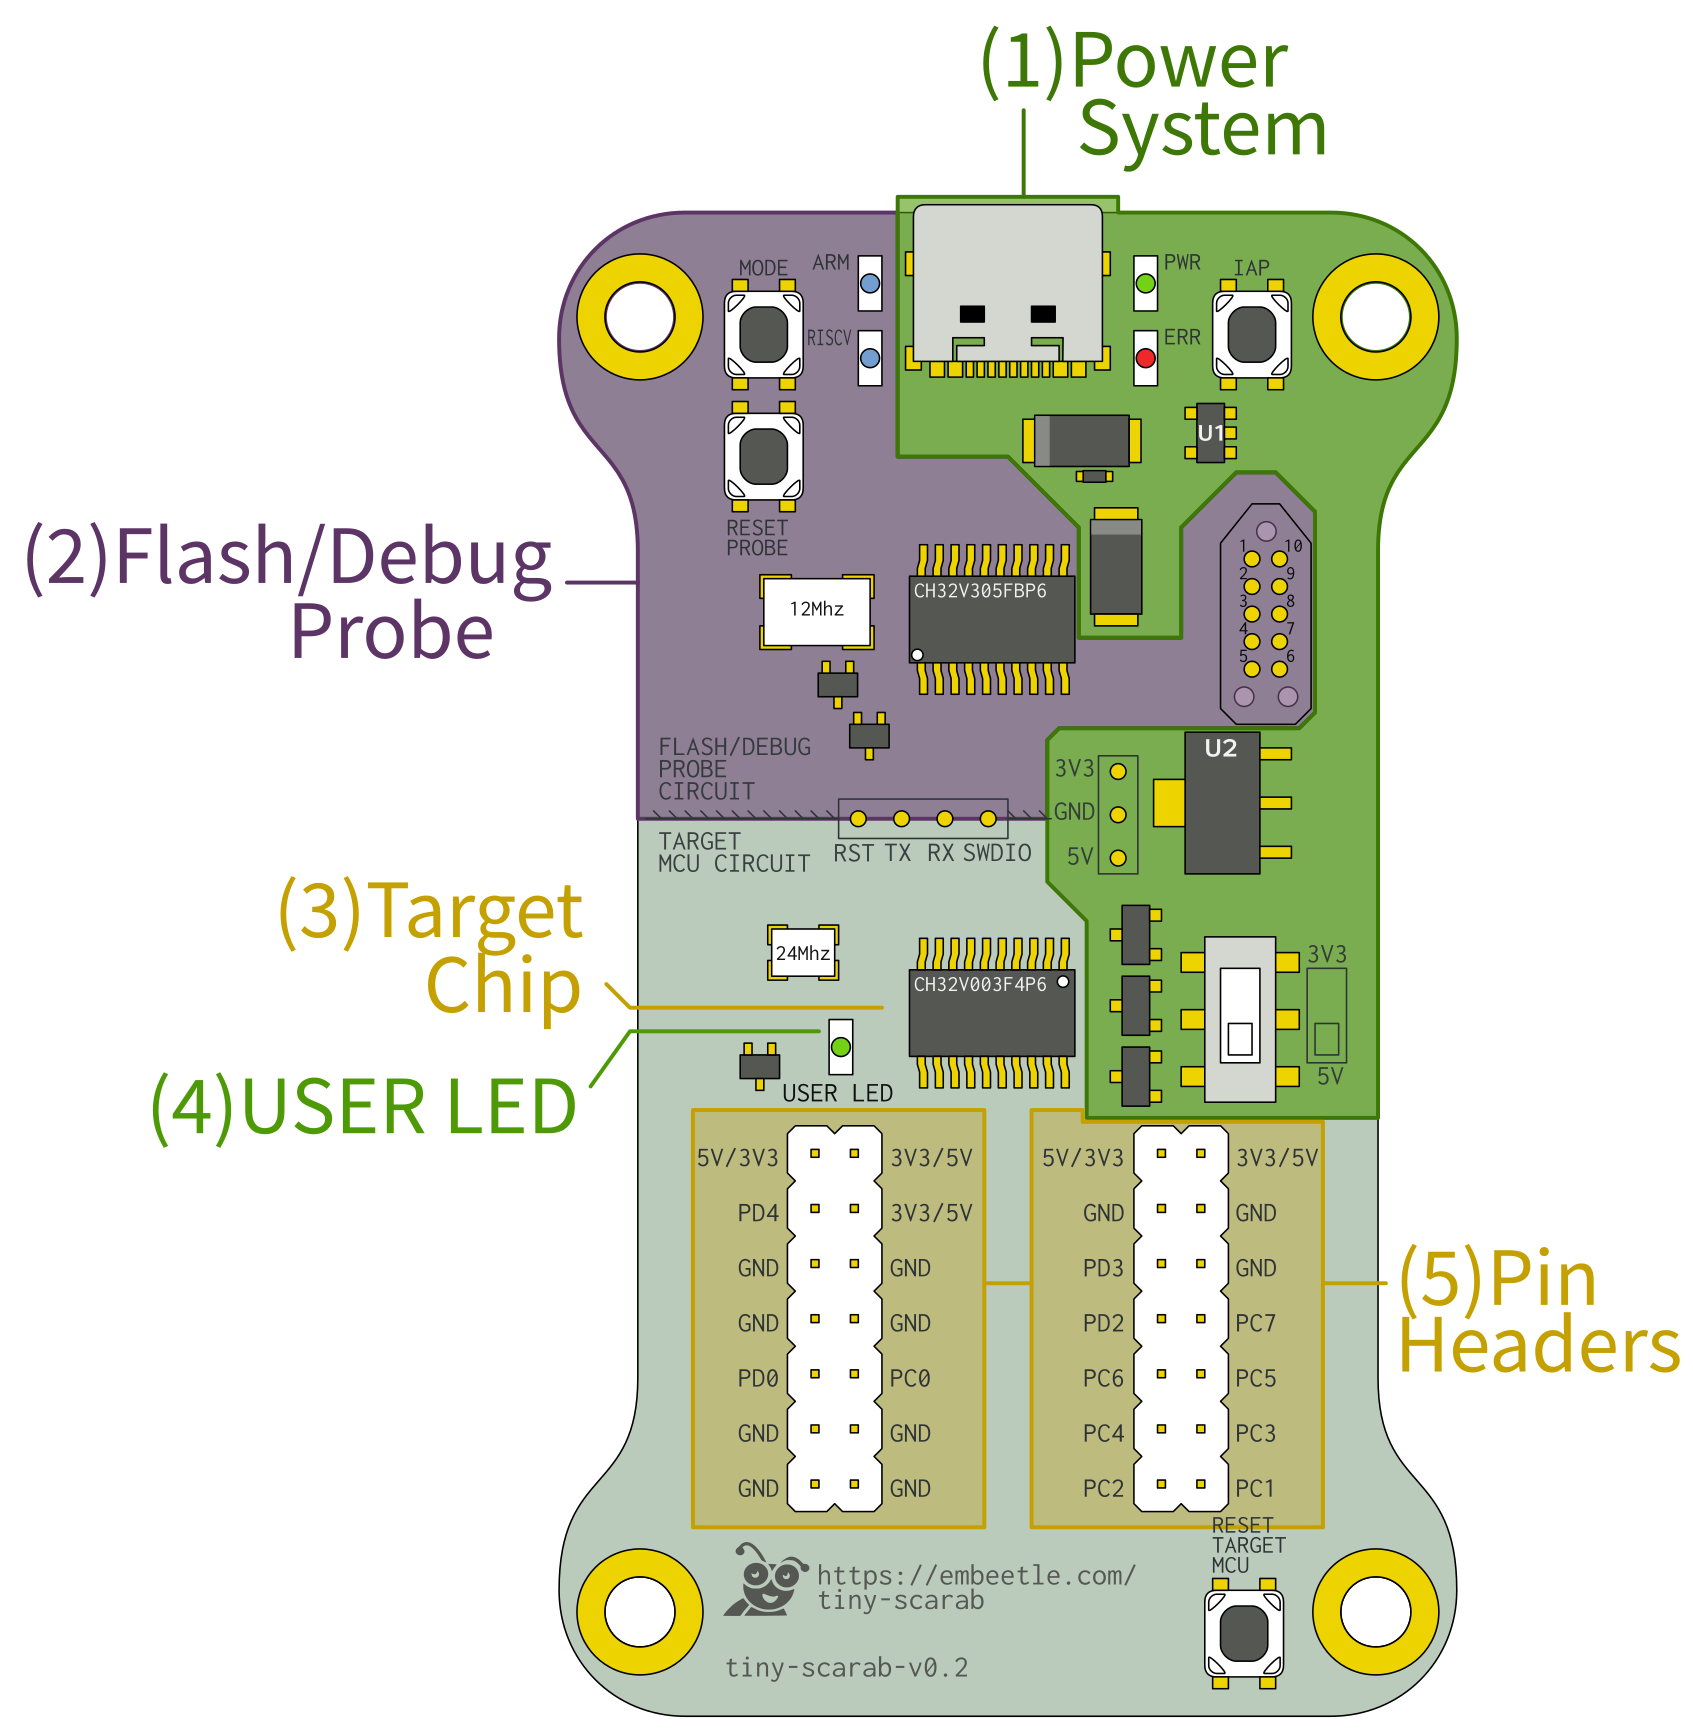 (1)Power
System
MODE
ARM
PWR
IAP
RISCV
ERR
U1
RESET
PROBE
(2)Flash/Debug
Probe
CH32V305FBP6
12Mhz
1 10
2 9
3 8
4 7
5 6
FLASH/DEBUG
PROBE
CIRCUIT
U2
3V3
GND
5V
TARGET
MCU CIRCUIT
RST TX RX SWDIO
(3)Target
Chip
24Mhz
CH32V003F4P6
3V3
5V
(4)USER LED
USER LED
5V/3V3 3V3/5V 5V/3V3 3V3/5V
PD4 3V3/5V GND GND
GND GND PD3 GND
GND GND PD2 PC7
PD0 PC0 PC6 PC5
GND GND PC4 PC3
GND GND PC2 PC1
(5)Pin
Headers
RESET
TARGET
MCU
https://embeetle.com/
tiny-scarab
tiny-scarab-v0.2